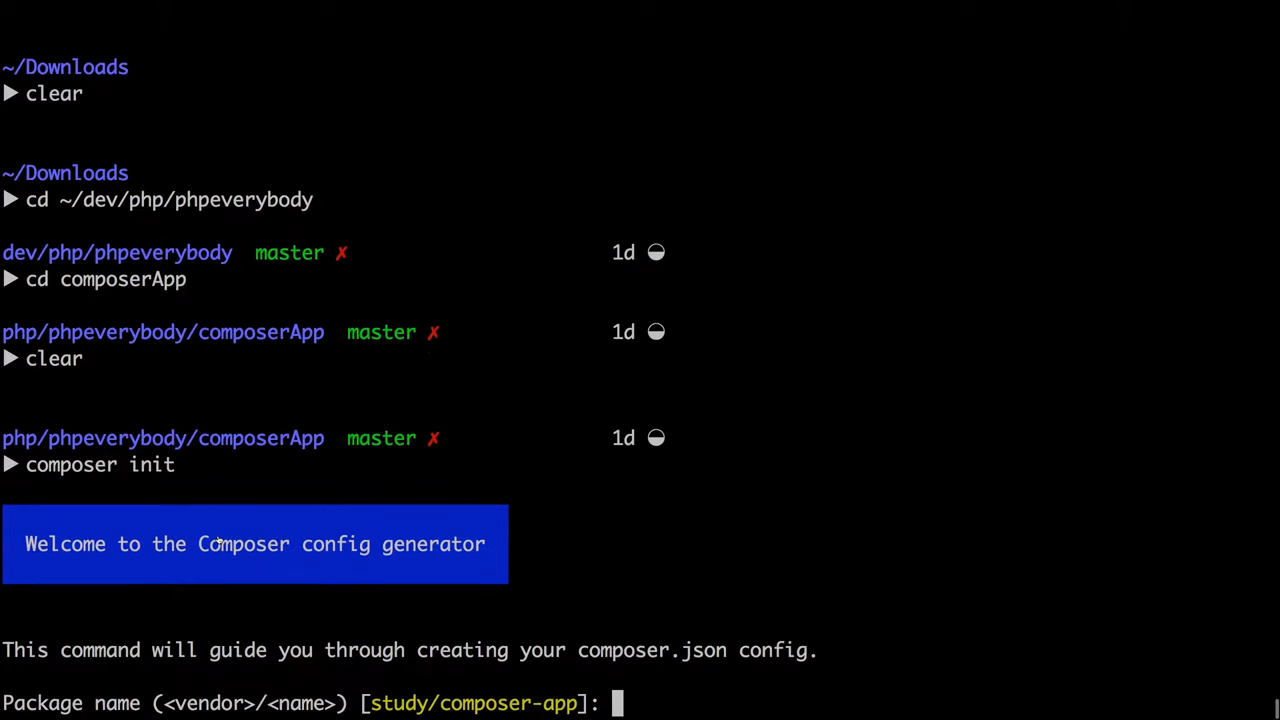 ~/Downloads
▶ clear
~/Downloads
▶ cd ~/dev/php/phpeverybody
dev/php/phpeverybody master ✗ 1d ◒
▶ cd composerApp
php/phpeverybody/composerApp master ✗ 1d ◒
▶ clear
php/phpeverybody/composerApp master ✗ 1d ◒
▶ composer init
Welcome to the Composer config generator
This command will guide you through creating your composer.json config.
Package name (<vendor>/<name>) [study/composer-app]: